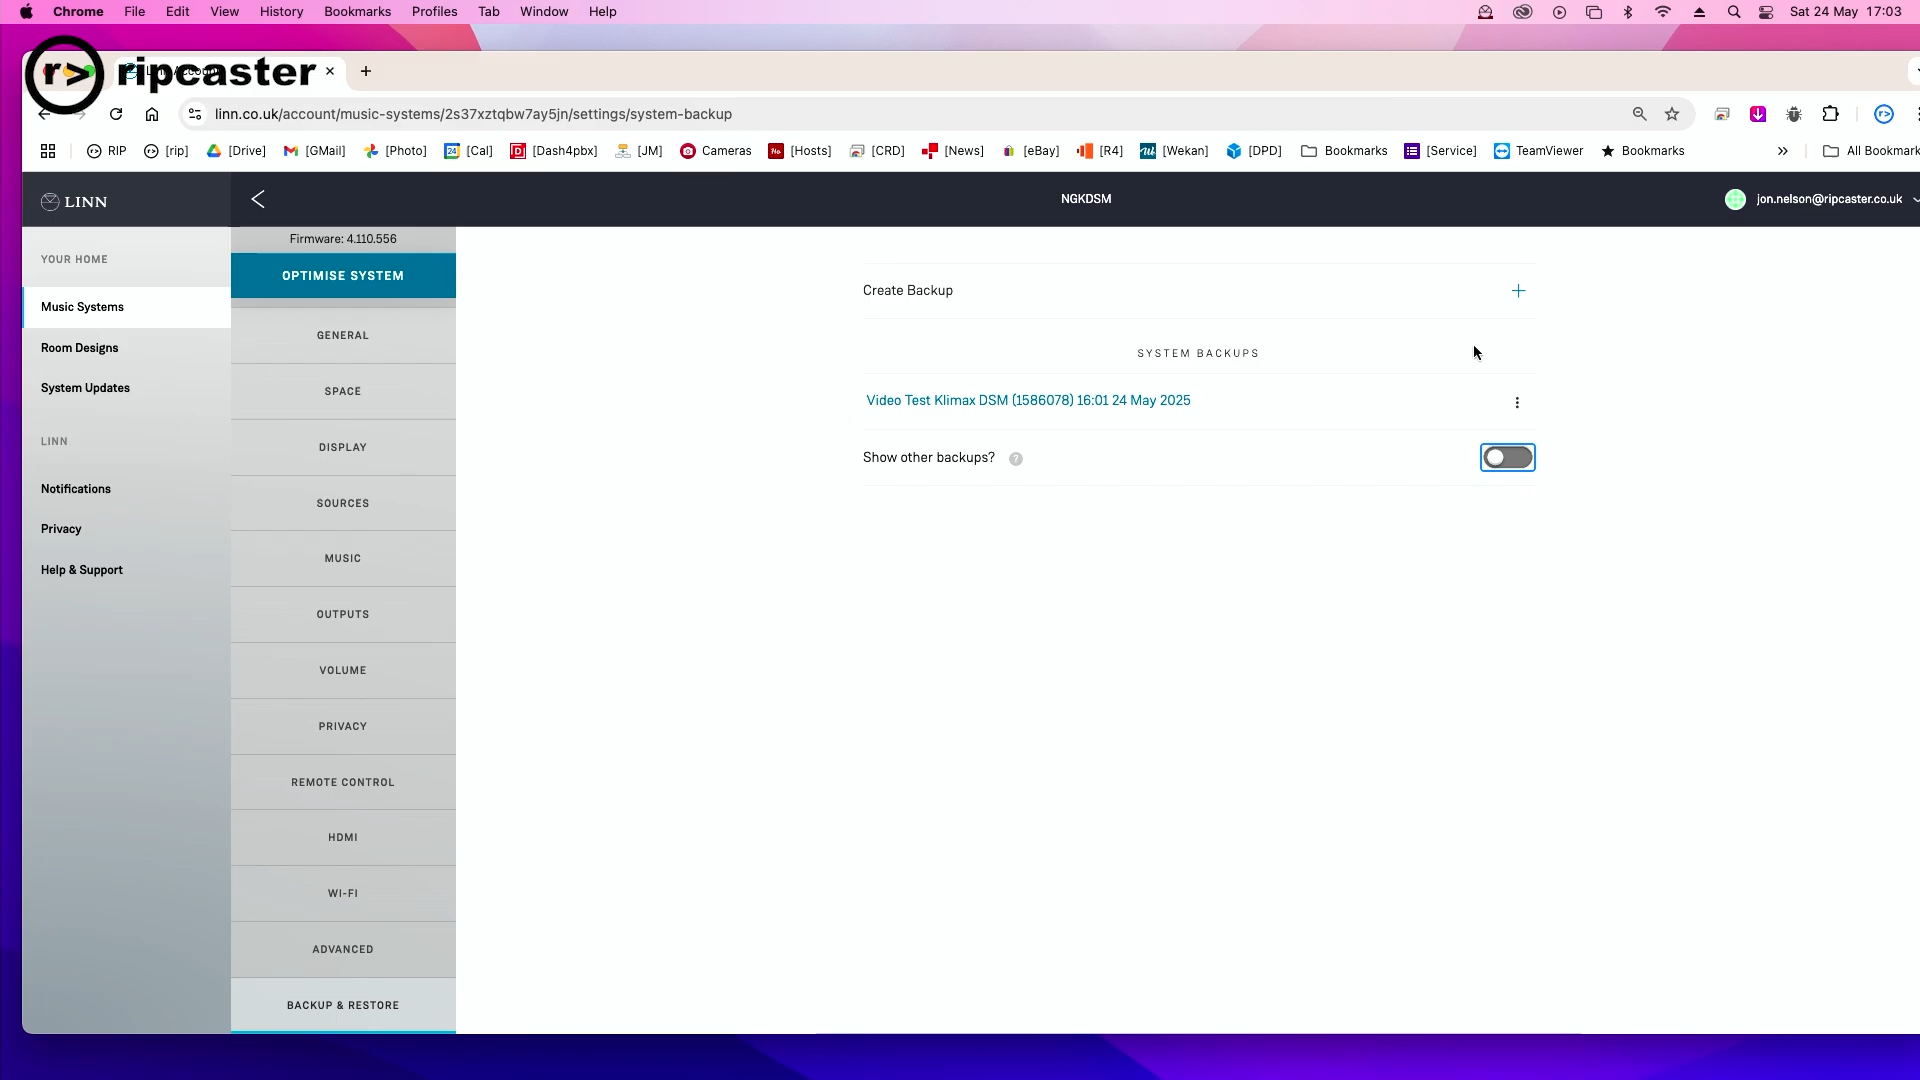 Chrome File Edit View History Bookmarks Profiles Tab Window Help Sat 24 May 17:03
r> ripcaster
linn.co.uk/account/music-systems/2s37xztqbw7ay5jn/settings/system-backup
RIP [rip] [Drive] [GMail] [Photo] [Cal] [Dash4pbx] [JM] Cameras [Hosts] [CRD] [News] [eBay] [R4] [Wekan] [DPD] Bookmarks [Service] TeamViewer Bookmarks All Bookmark
LINN
NGKDSM
jon.nelson@ripcaster.co.uk
YOUR HOME
Music Systems
Room Designs
System Updates
LINN
Notifications
Privacy
Help & Support
Firmware: 4.110.556
OPTIMISE SYSTEM
GENERAL
SPACE
DISPLAY
SOURCES
MUSIC
OUTPUTS
VOLUME
PRIVACY
REMOTE CONTROL
HDMI
WI-FI
ADVANCED
BACKUP & RESTORE
Create Backup
SYSTEM BACKUPS
Video Test Klimax DSM (1586078) 16:01 24 May 2025
Show other backups? ?